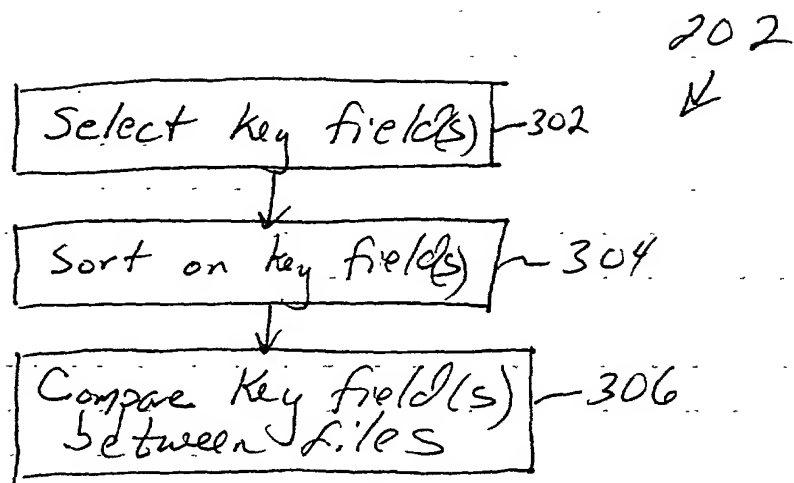 202
Select key field(s) 302
Sort on key field(s) 304
Compare key field(s) 306
between files